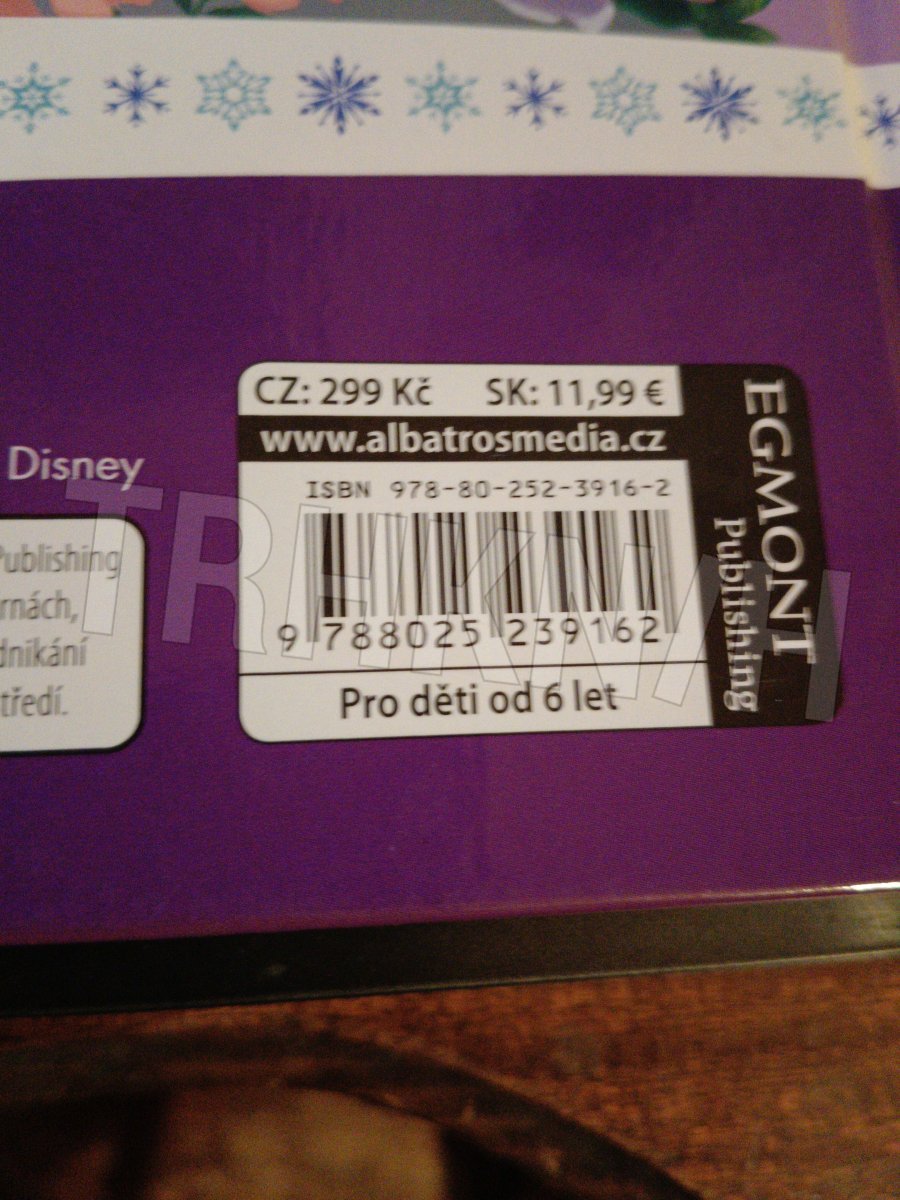 Disney
Publishing
rnách,
dnikání
tředí.
CZ: 299 Kč SK: 11,99 €
www.albatrosmedia.cz
ISBN 978-80-252-3916-2
9 788025 239162
Pro děti od 6 let
EGMONT
Publishing
TRHKNIH